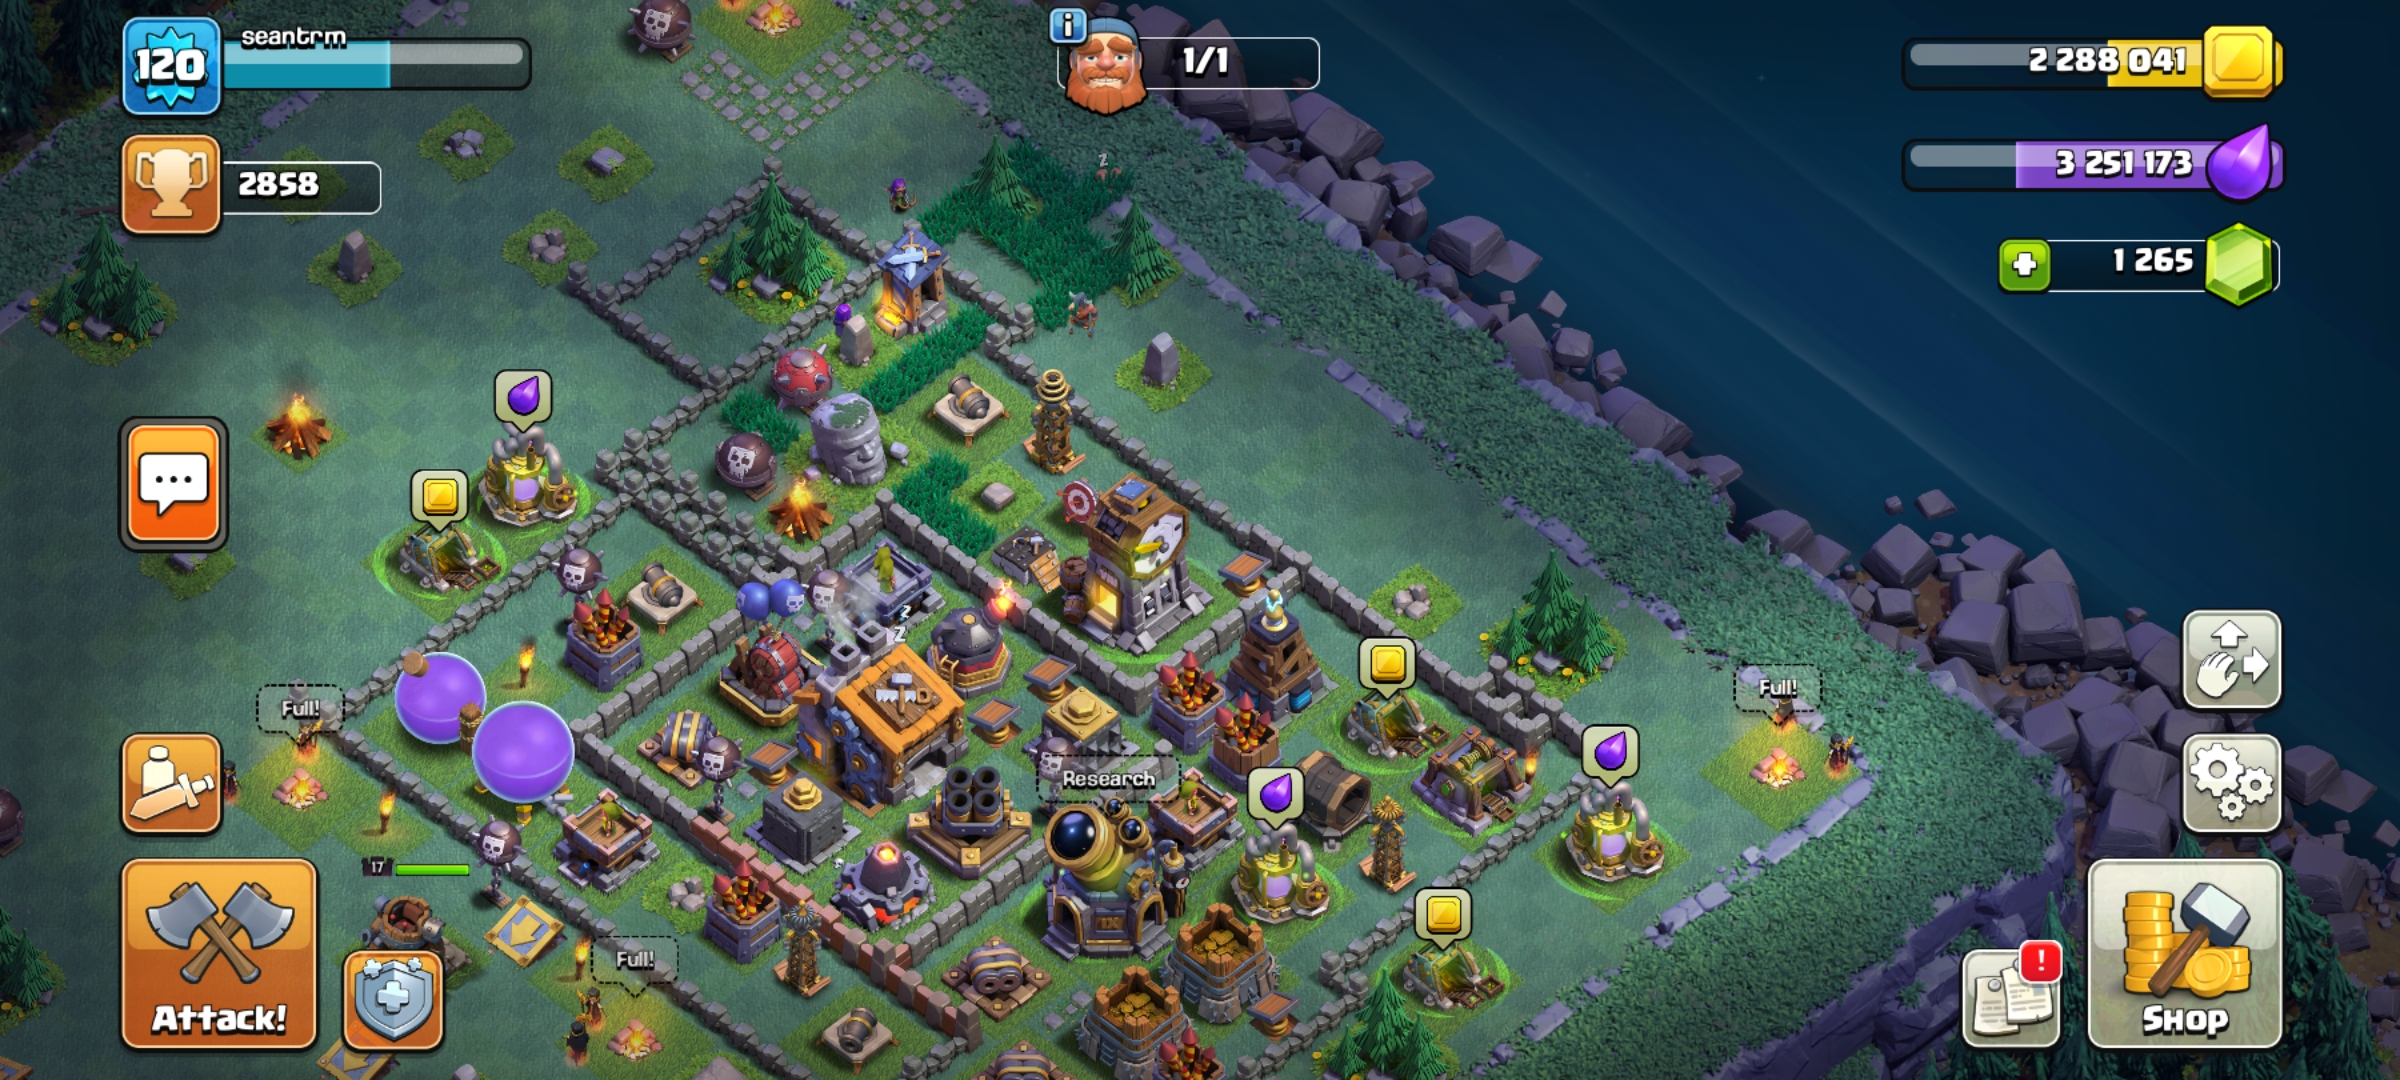 120
seantrm
i
1/1
2 288 041
2858
3 251 173
1 265
z
z
z
Full!
Full!
Research
17
IX
Full!
!
Attack!
Shop